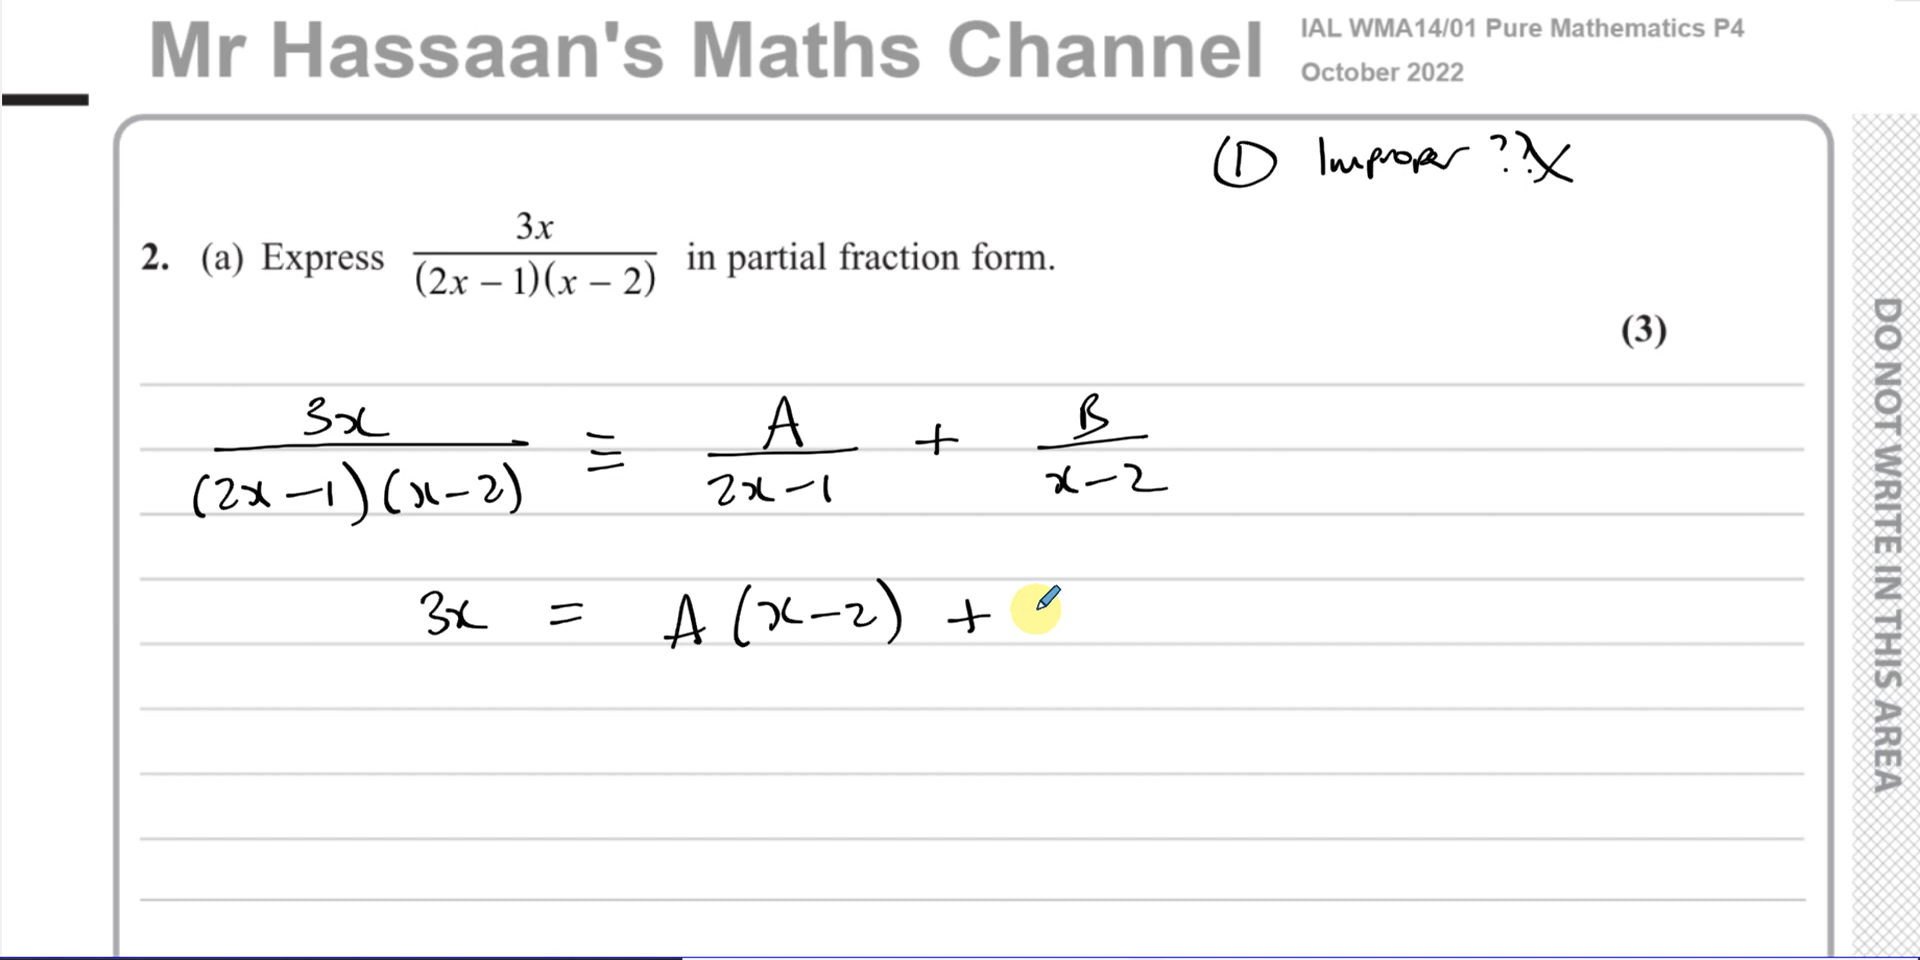 Mr Hassaan's Maths Channel
IAL WMA14/01 Pure Mathematics P4
October 2022
① Improper ?? X
2. (a) Express 3x / (2x – 1)(x – 2) in partial fraction form.
(3)
3x / (2x–1)(x–2) ≡ A / 2x–1 + B / x–2
3x = A(x–2) +
DO NOT WRITE IN THIS AREA